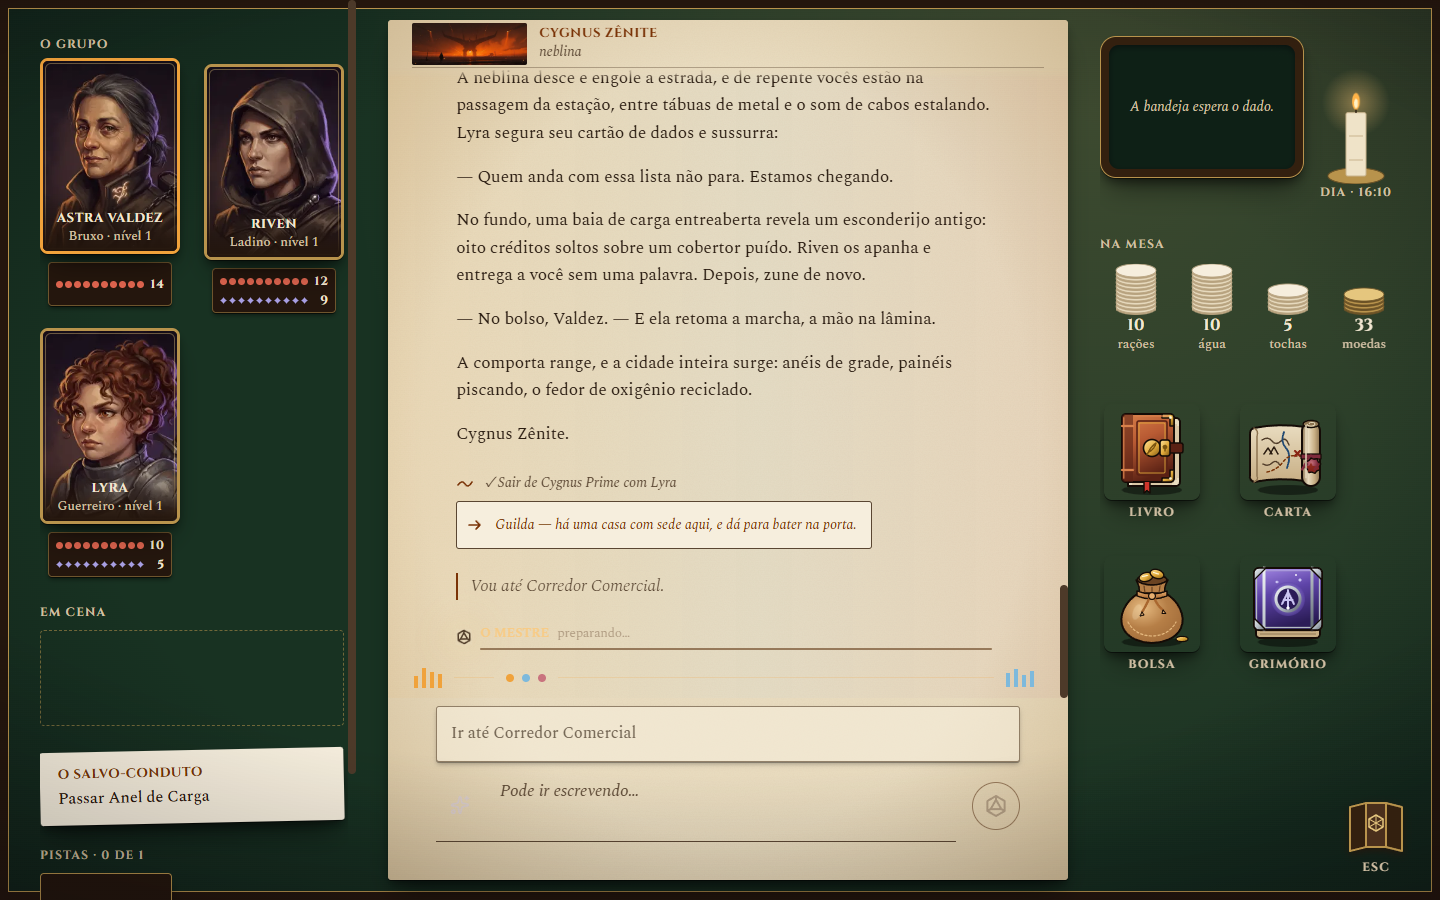 O GRUPO
ASTRA VALDEZ
Bruxo · nível 1
14
RIVEN
Ladino · nível 1
12
9
LYRA
Guerreiro · nível 1
10
5
EM CENA
O SALVO-CONDUTO
Passar Anel de Carga
PISTAS · 0 DE 1
CYGNUS ZÊNITE
neblina
A neblina desce e engole a estrada, e de repente vocês estão na
passagem da estação, entre tábuas de metal e o som de cabos estalando.
Lyra segura seu cartão de dados e sussurra:
— Quem anda com essa lista não para. Estamos chegando.
No fundo, uma baia de carga entreaberta revela um esconderijo antigo:
oito créditos soltos sobre um cobertor puído. Riven os apanha e
entrega a você sem uma palavra. Depois, zune de novo.
— No bolso, Valdez. — E ela retoma a marcha, a mão na lâmina.
A comporta range, e a cidade inteira surge: anéis de grade, painéis
piscando, o fedor de oxigênio reciclado.
Cygnus Zênite.
✓Sair de Cygnus Prime com Lyra
Guilda — há uma casa com sede aqui, e dá para bater na porta.
Vou até Corredor Comercial.
O MESTRE preparando...
Ir até Corredor Comercial
Pode ir escrevendo...
A bandeja espera o dado.
DIA · 16:10
NA MESA
10
rações
10
água
5
tochas
33
moedas
LIVRO
CARTA
BOLSA
GRIMÓRIO
ESC